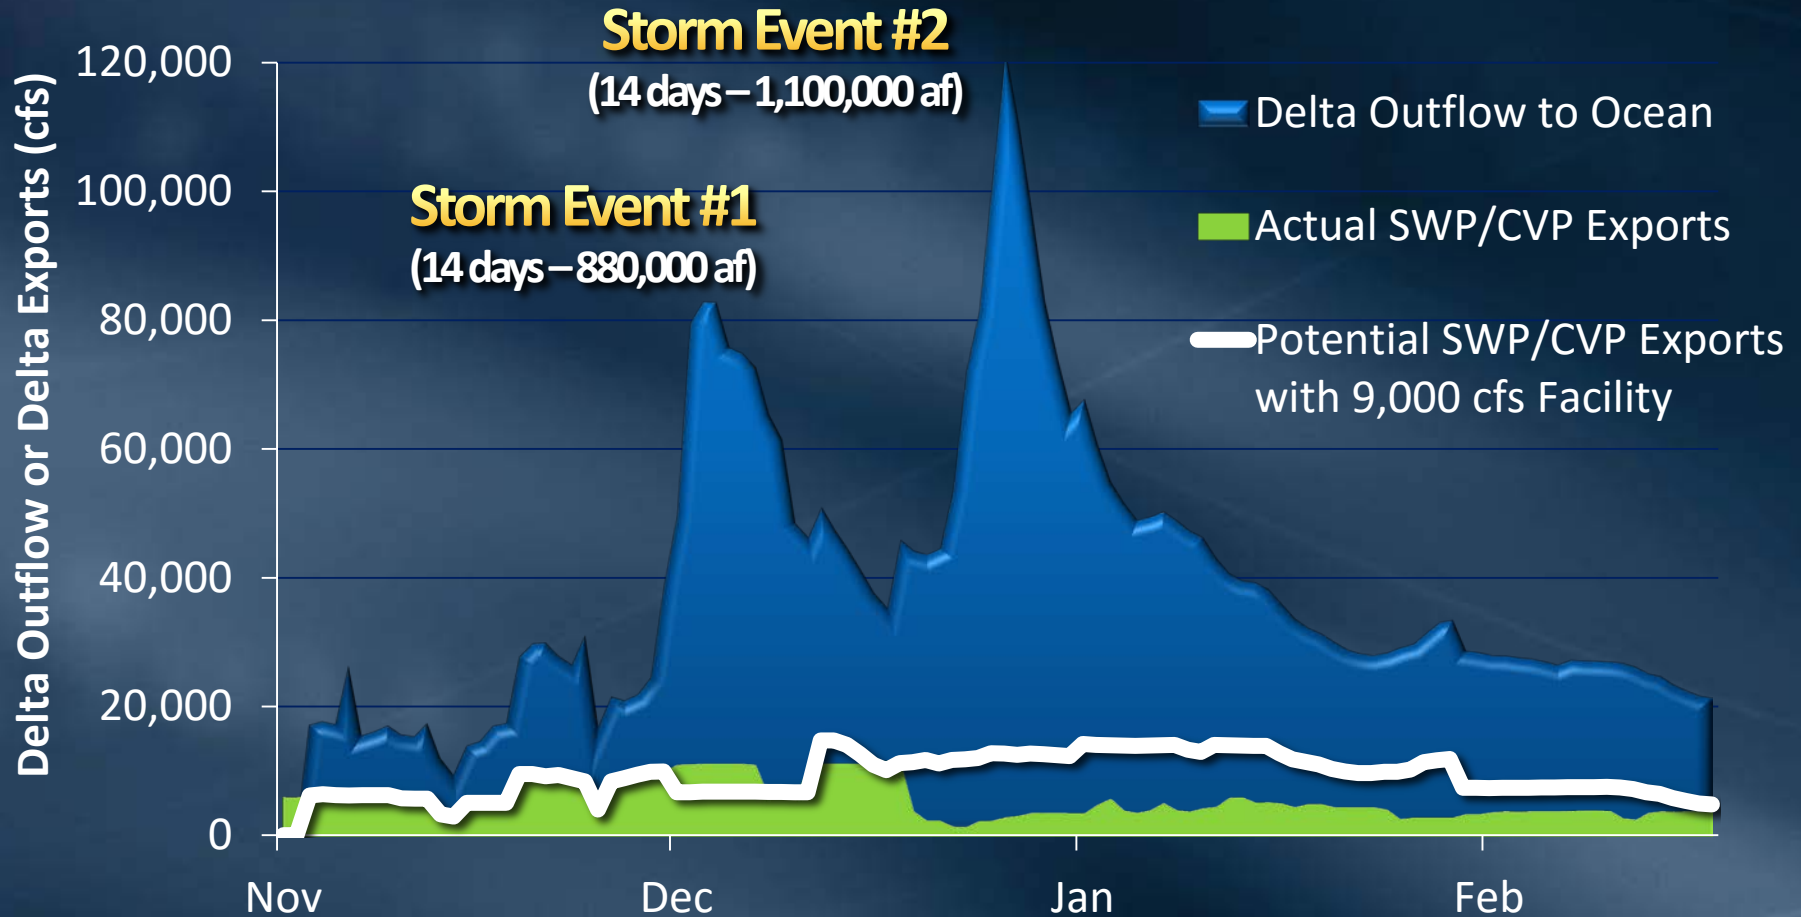 Storm Event #2
(14 days – 1,100,000 af)
Storm Event #1
(14 days – 880,000 af)
Delta Outflow or Delta Exports (cfs)
120,000
100,000
80,000
60,000
40,000
20,000
0
Nov
Dec
Jan
Feb
Delta Outflow to Ocean
Actual SWP/CVP Exports
Potential SWP/CVP Exports
with 9,000 cfs Facility